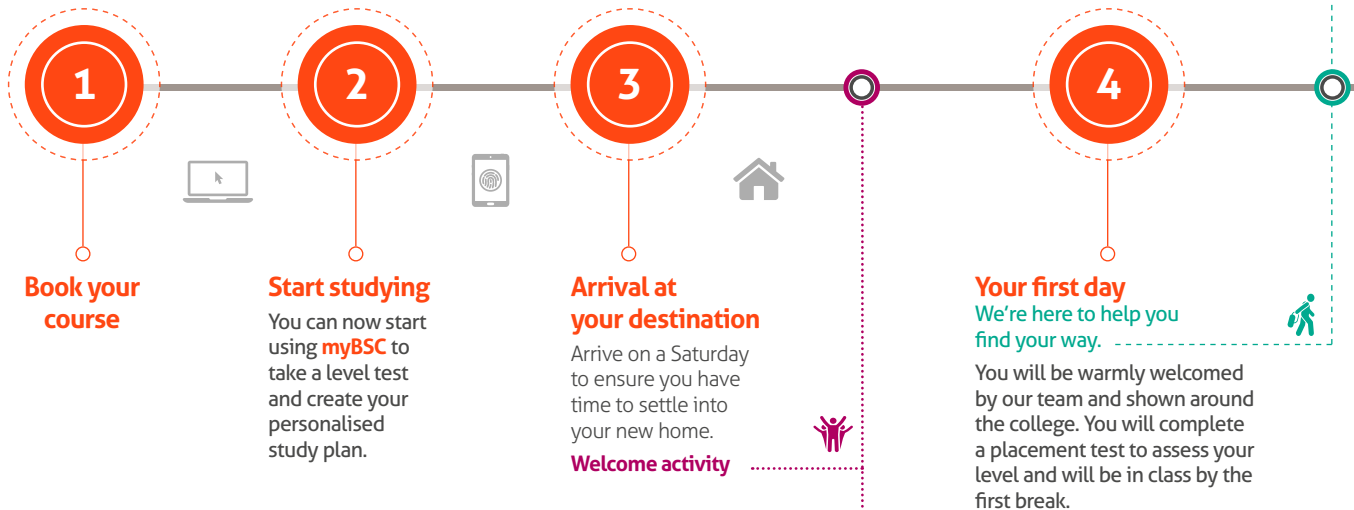 1
2
3
4
Book your
course
Start studying
You can now start
using myBSC to
take a level test
and create your
personalised
study plan.
Arrival at
your destination
Arrive on a Saturday
to ensure you have
time to settle into
your new home.
Welcome activity
Your first day
We're here to help you
find your way.
You will be warmly welcomed
by our team and shown around
the college. You will complete
a placement test to assess your
level and will be in class by the
first break.